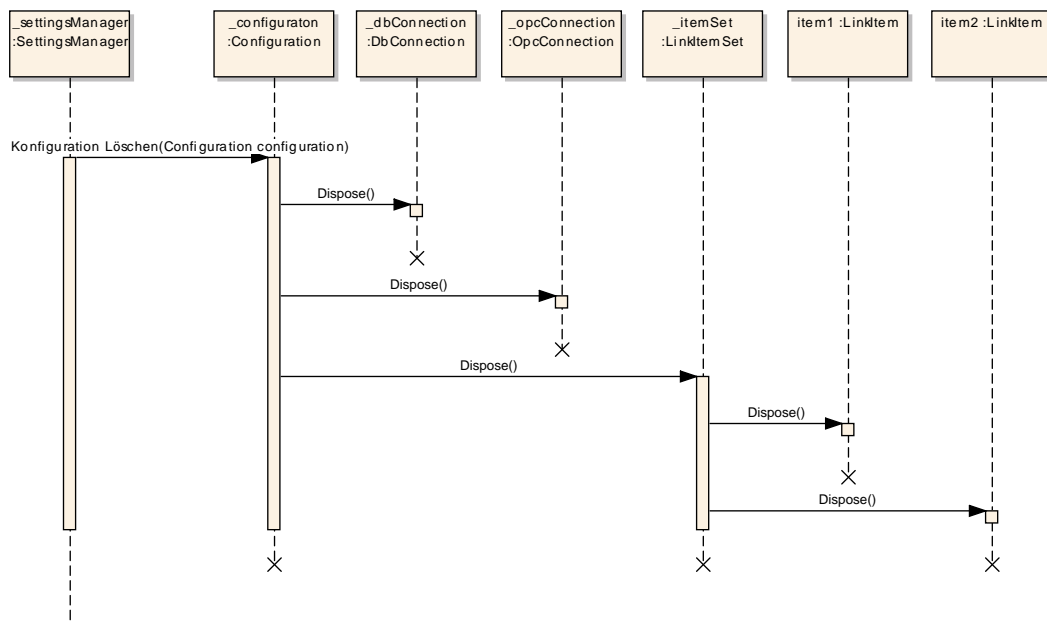 _settingsManager
:SettingsManager
_configuraton
:Configuration
_dbConnection
:DbConnection
_opcConnection
:OpcConnection
_itemSet
:LinkItemSet
item1 :LinkItem
item2 :LinkItem
Konfiguration Löschen(Configuration configuration)
Dispose()
Dispose()
Dispose()
Dispose()
Dispose()